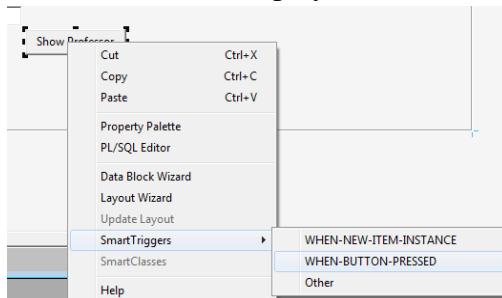 Show Professor
Cut Ctrl+X
Copy Ctrl+C
Paste Ctrl+V
Property Palette
PL/SQL Editor
Data Block Wizard
Layout Wizard
Update Layout
SmartTriggers
WHEN-NEW-ITEM-INSTANCE
SmartClasses
WHEN-BUTTON-PRESSED
Help
Other